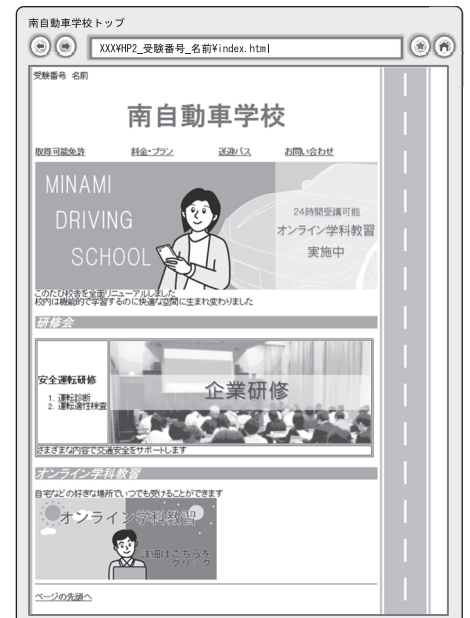 南自動車学校トップ
XXX¥HP2_受験番号_名前¥index.html
受験番号 名前
南自動車学校
取得可能免許 料金・プラン 送迎バス お問い合わせ
MINAMI
DRIVING
SCHOOL
24時間受講可能
オンライン学科教習
実施中
このたび校舎を全面リニューアルしました
校内は機能的で学習するのに快適な空間に生まれ変わりました
研修会
安全運転研修
1. 運転診断
2. 運転適性検査
企業研修
さまざまな内容で交通安全をサポートします
オンライン学科教習
自宅などの好きな場所でいつでも受けることができます
オンライン学科教習
詳細はこちらを
クリック
ページの先頭へ